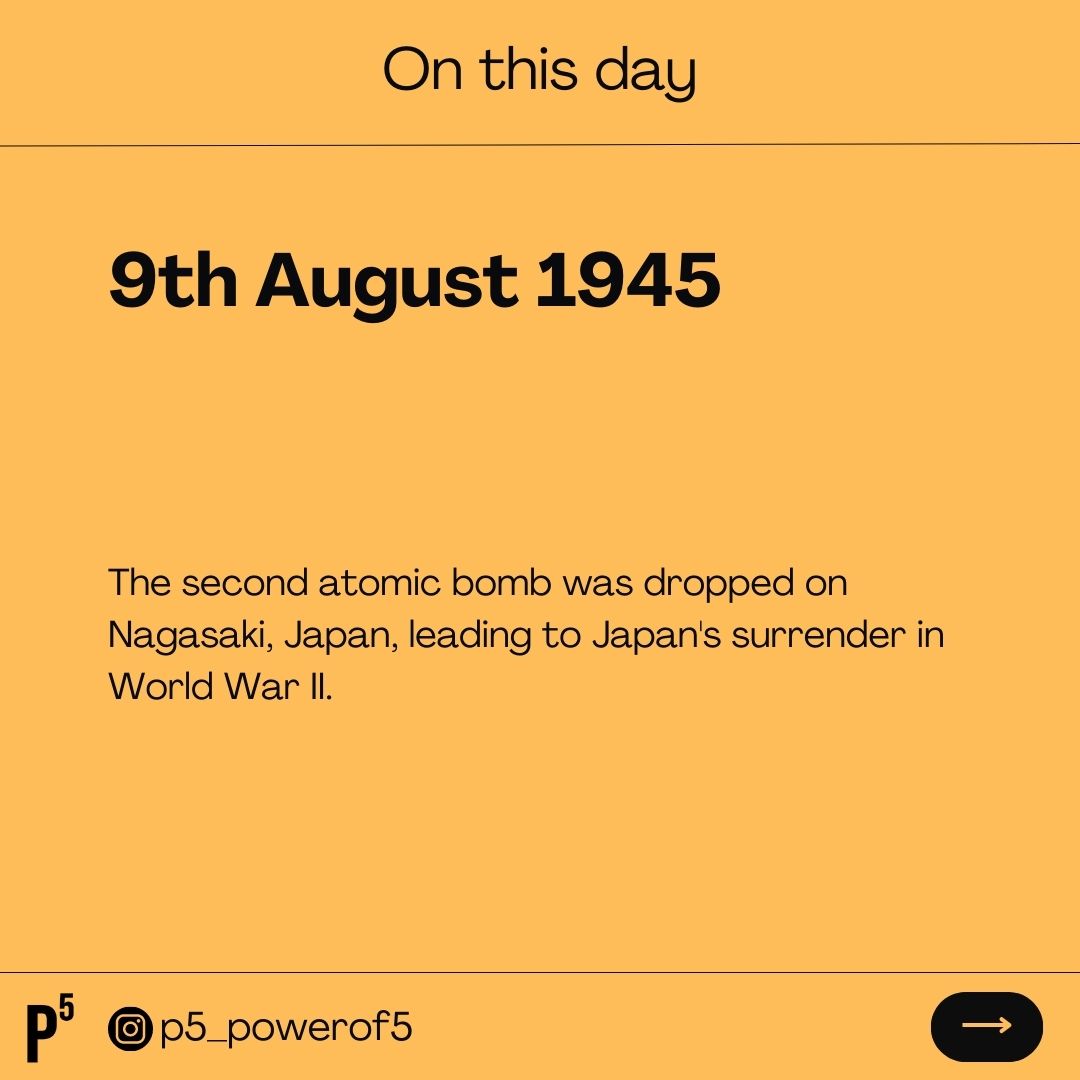 On this day
9th August 1945
The second atomic bomb was dropped on
Nagasaki, Japan, leading to Japan's surrender in
World War II.
P5 p5_powerof5